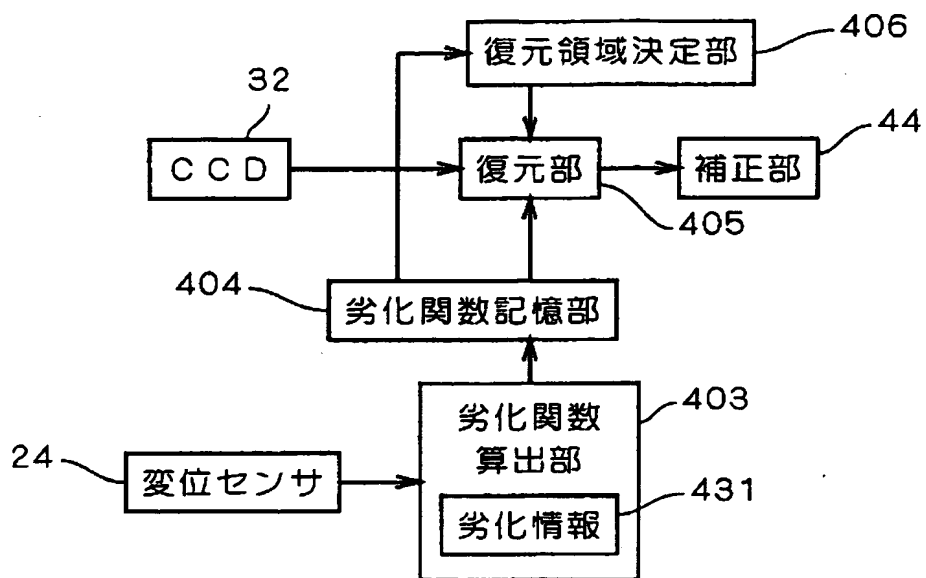 406
復元領域決定部
32
44
ＣＣＤ
復元部
補正部
405
404
劣化関数記憶部
403
劣化関数
算出部
24
変位センサ
431
劣化情報